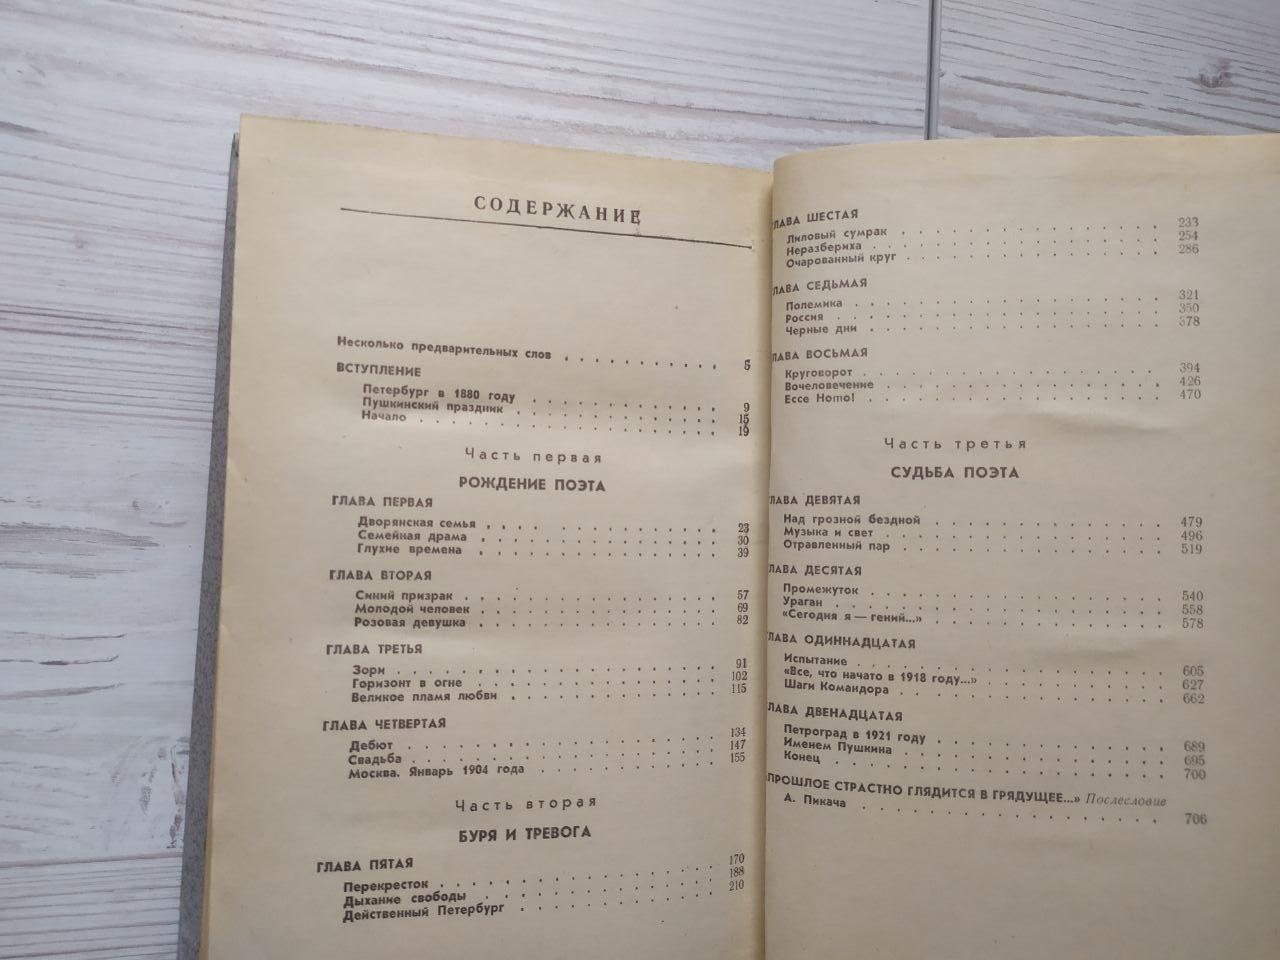 СОДЕРЖАНИЕ
Несколько предварительных слов . . . . . . . . . . . 5
ВСТУПЛЕНИЕ
Петербург в 1880 году . . . . . . . . . . . . 9
Пушкинский праздник . . . . . . . . . . . . 15
Начало . . . . . . . . . . . . . . . . . . 19
Часть первая
РОЖДЕНИЕ ПОЭТА
ГЛАВА ПЕРВАЯ
Дворянская семья . . . . . . . . . . . . . 23
Семейная драма . . . . . . . . . . . . . . 30
Глухие времена . . . . . . . . . . . . . . 39
ГЛАВА ВТОРАЯ
Синий призрак . . . . . . . . . . . . . . . 57
Молодой человек . . . . . . . . . . . . . . 69
Розовая девушка . . . . . . . . . . . . . . 82
ГЛАВА ТРЕТЬЯ
Зори . . . . . . . . . . . . . . . . . . . 91
Горизонт в огне . . . . . . . . . . . . . . 102
Великое пламя любви . . . . . . . . . . . . 115
ГЛАВА ЧЕТВЕРТАЯ
Дебют . . . . . . . . . . . . . . . . . . 134
Свадьба . . . . . . . . . . . . . . . . . 147
Москва. Январь 1904 года . . . . . . . . . . 155
Часть вторая
БУРЯ И ТРЕВОГА
ГЛАВА ПЯТАЯ
Перекресток . . . . . . . . . . . . . . . . 170
Дыхание свободы . . . . . . . . . . . . . . 188
Действенный Петербург . . . . . . . . . . . 210
ГЛАВА ШЕСТАЯ
Лиловый сумрак . . . . . . . . . . . . . . 233
Неразбериха . . . . . . . . . . . . . . . . 254
Очарованный круг . . . . . . . . . . . . . 286
ГЛАВА СЕДЬМАЯ
Полемика . . . . . . . . . . . . . . . . . 321
Россия . . . . . . . . . . . . . . . . . . 350
Черные дни . . . . . . . . . . . . . . . . 378
ЛАВА ВОСЬМАЯ
Круговорот . . . . . . . . . . . . . . . . 394
Вочеловечение . . . . . . . . . . . . . . . 426
Ecce Homo! . . . . . . . . . . . . . . . . 470
Часть третья
СУДЬБА ПОЭТА
ЛАВА ДЕВЯТАЯ
Над грозной бездной . . . . . . . . . . . . 479
Музыка и свет . . . . . . . . . . . . . . . 496
Отравленный пар . . . . . . . . . . . . . . 519
ЛАВА ДЕСЯТАЯ
Промежуток . . . . . . . . . . . . . . . . 540
Ураган . . . . . . . . . . . . . . . . . . 558
«Сегодня я — гений...» . . . . . . . . . . . 578
ЛАВА ОДИННАДЦАТАЯ
Испытание . . . . . . . . . . . . . . . . . 605
«Все, что начато в 1918 году...» . . . . . . . 627
Шаги Командора . . . . . . . . . . . . . . 662
ЛАВА ДВЕНАДЦАТАЯ
Петроград в 1921 году . . . . . . . . . . . 689
Именем Пушкина . . . . . . . . . . . . . . 695
Конец . . . . . . . . . . . . . . . . . . 700
«ПРОШЛОЕ СТРАСТНО ГЛЯДИТСЯ В ГРЯДУЩЕЕ...» Послесловие
А. Пикача . . . . . . . . . . . . . . . . 706